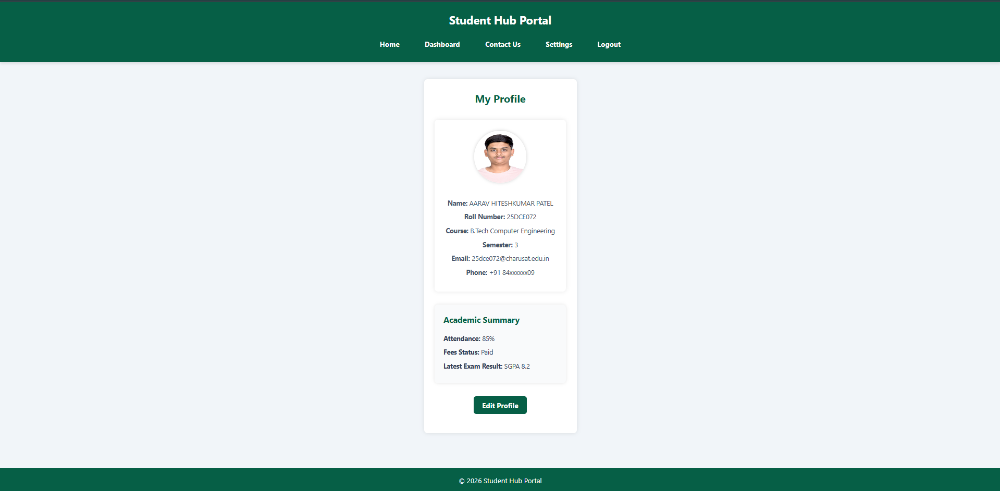 Student Hub Portal
Home Dashboard Contact Us Settings Logout
My Profile
Name: AARAV HITESHKUMAR PATEL
Roll Number: 25DCE072
Course: B.Tech Computer Engineering
Semester: 3
Email: 25dce072@charusat.edu.in
Phone: +91 84xxxxxx09
Academic Summary
Attendance: 85%
Fees Status: Paid
Latest Exam Result: SGPA 8.2
Edit Profile
© 2026 Student Hub Portal